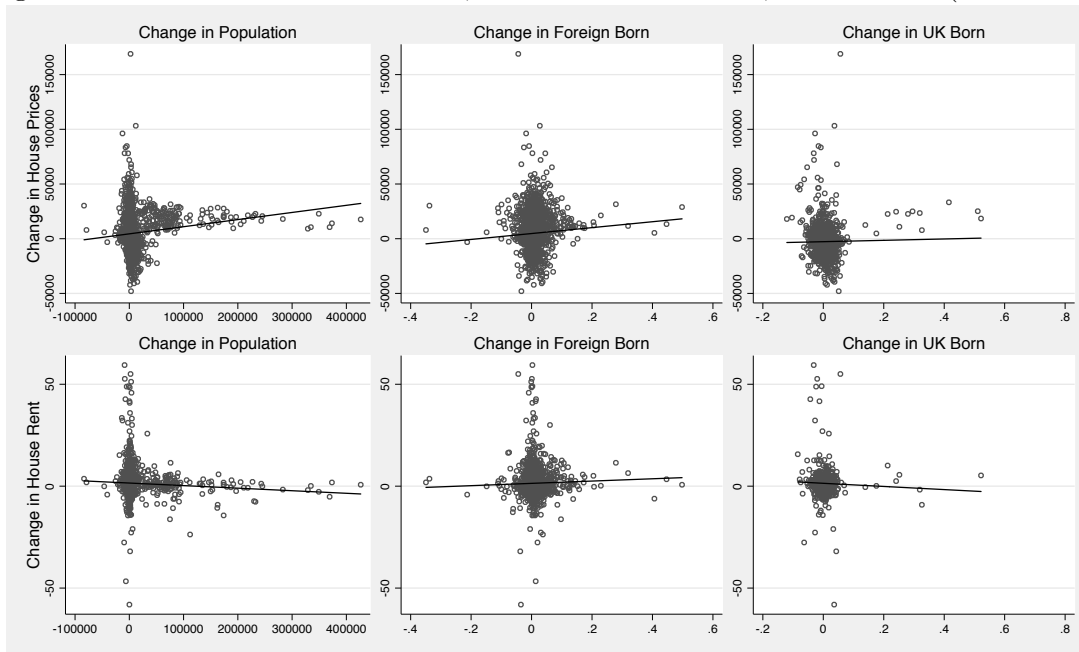 Change in Population
Change in Foreign Born
Change in UK Born
Change in House Prices
150000
100000
50000
0
-50000
150000
100000
50000
0
-50000
150000
100000
50000
0
-50000
-100000 0 100000 200000 300000 400000
-.4 -.2 0 .2 .4 .6
-.2 0 .2 .4 .6 .8
Change in Population
Change in Foreign Born
Change in UK Born
Change in House Rent
50
0
-50
50
0
-50
50
0
-50
-100000 0 100000 200000 300000 400000
-.4 -.2 0 .2 .4 .6
-.2 0 .2 .4 .6 .8